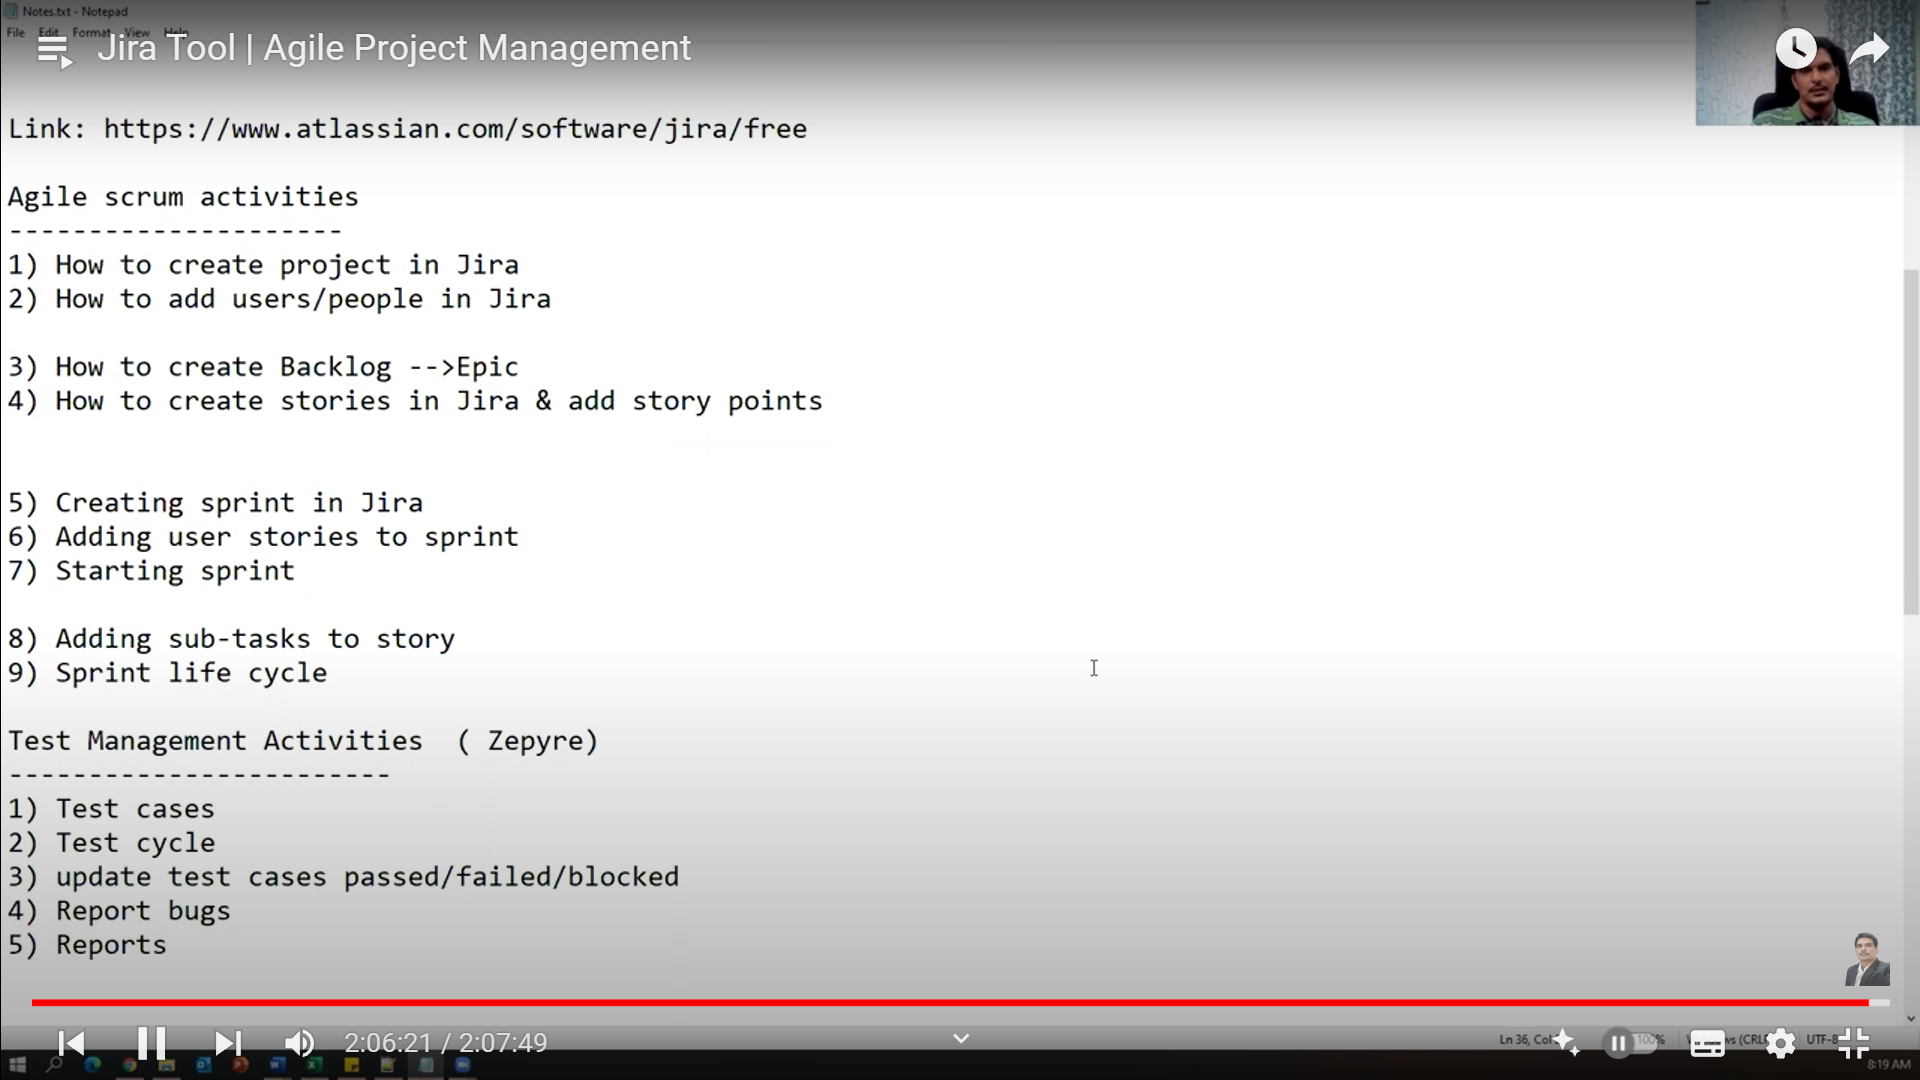 Notes.txt - Notepad
File Edit Format View Help
Jira Tool | Agile Project Management
Link: https://www.atlassian.com/software/jira/free
Agile scrum activities
---------------------
1) How to create project in Jira
2) How to add users/people in Jira
3) How to create Backlog -->Epic
4) How to create stories in Jira & add story points
5) Creating sprint in Jira
6) Adding user stories to sprint
7) Starting sprint
8) Adding sub-tasks to story
9) Sprint life cycle
Test Management Activities ( Zepyre)
------------------------
1) Test cases
2) Test cycle
3) update test cases passed/failed/blocked
4) Report bugs
5) Reports
2:06:21 / 2:07:49
Ln 36, Col 100% (CRL UTF-8
8:19 AM